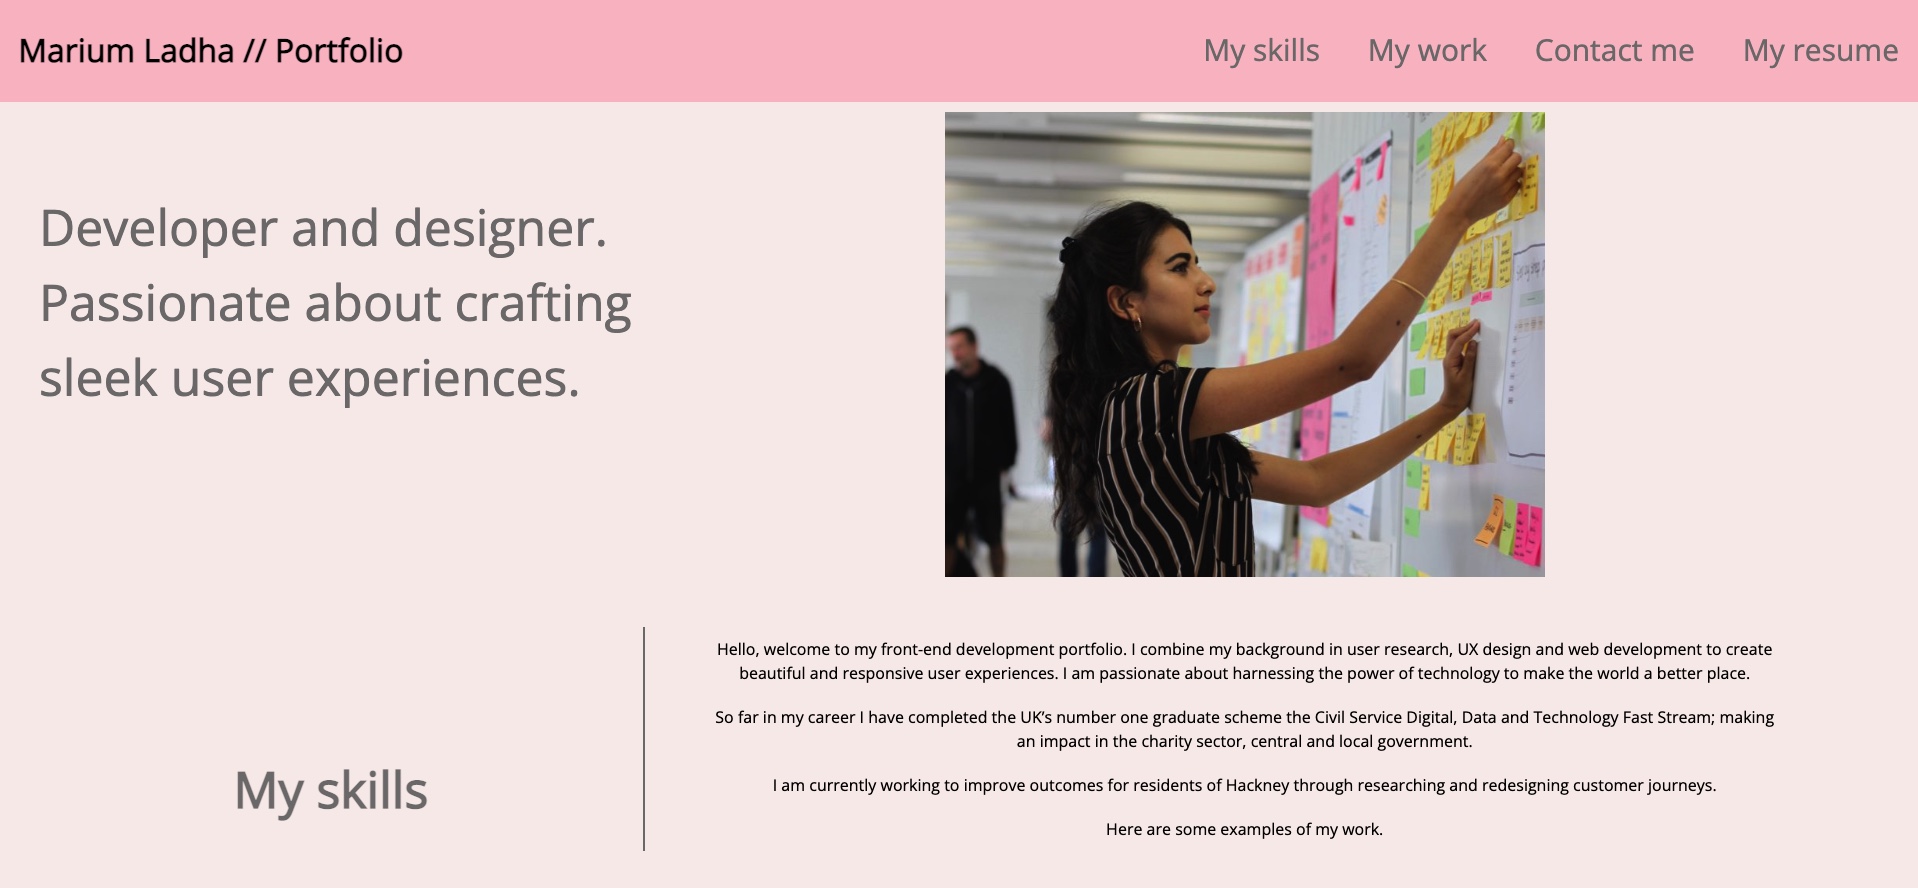 Marium Ladha // Portfolio
My skills
My work
Contact me
My resume
Developer and designer.
Passionate about crafting
sleek user experiences.
My skills
Hello, welcome to my front-end development portfolio. I combine my background in user research, UX design and web development to create
beautiful and responsive user experiences. I am passionate about harnessing the power of technology to make the world a better place.
So far in my career I have completed the UK’s number one graduate scheme the Civil Service Digital, Data and Technology Fast Stream; making
an impact in the charity sector, central and local government.
I am currently working to improve outcomes for residents of Hackney through researching and redesigning customer journeys.
Here are some examples of my work.